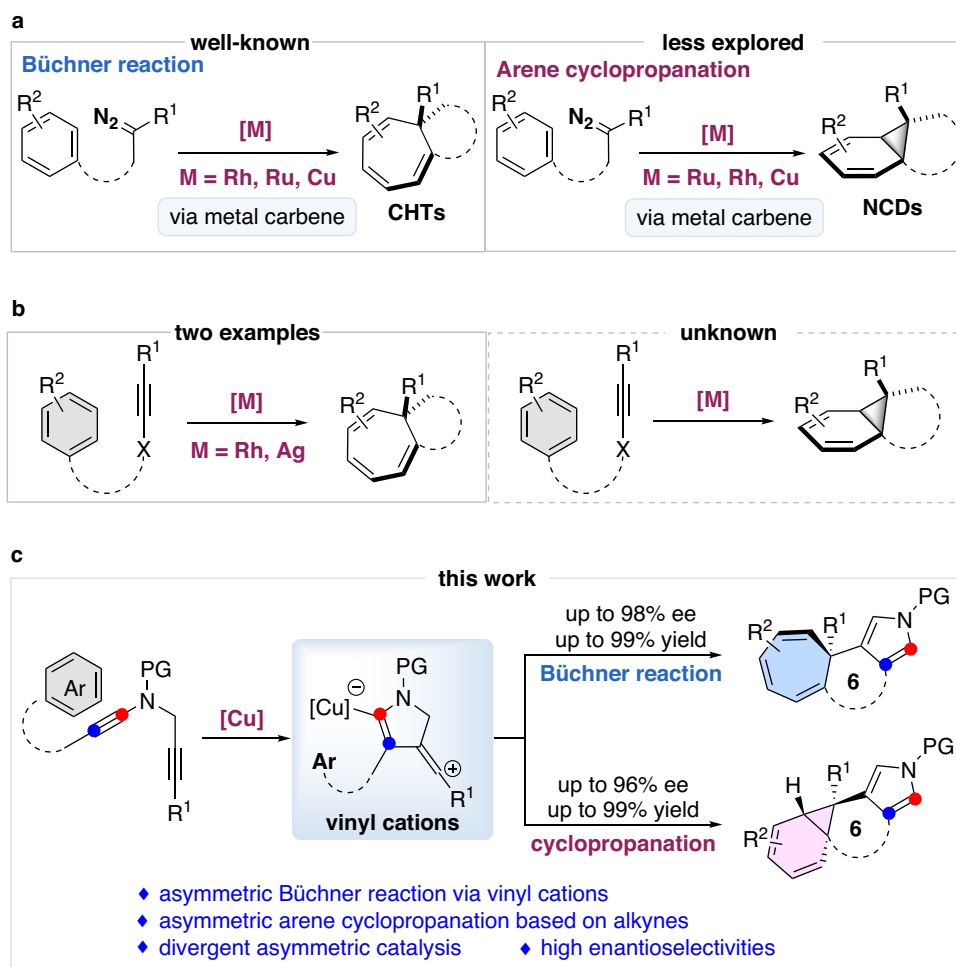 a
well-known
less explored
Büchner reaction
Arene cyclopropanation
R2
N2
R1
[M]
M = Rh, Ru, Cu
via metal carbene
R2
R1
CHTs
R2
N2
R1
[M]
M = Ru, Rh, Cu
via metal carbene
R2
R1
NCDs
b
two examples
unknown
R2
R1
X
[M]
M = Rh, Ag
R2
R1
R2
R1
X
[M]
R2
R1
c
this work
Ar
PG
N
R1
[Cu]
PG
N
[Cu]
⊖
Ar
⊕
R1
vinyl cations
up to 98% ee
up to 99% yield
Büchner reaction
R2
R1
PG
N
6
up to 96% ee
up to 99% yield
cyclopropanation
R2
H
R1
PG
N
6
♦ asymmetric Büchner reaction via vinyl cations
♦ asymmetric arene cyclopropanation based on alkynes
♦ divergent asymmetric catalysis ♦ high enantioselectivities